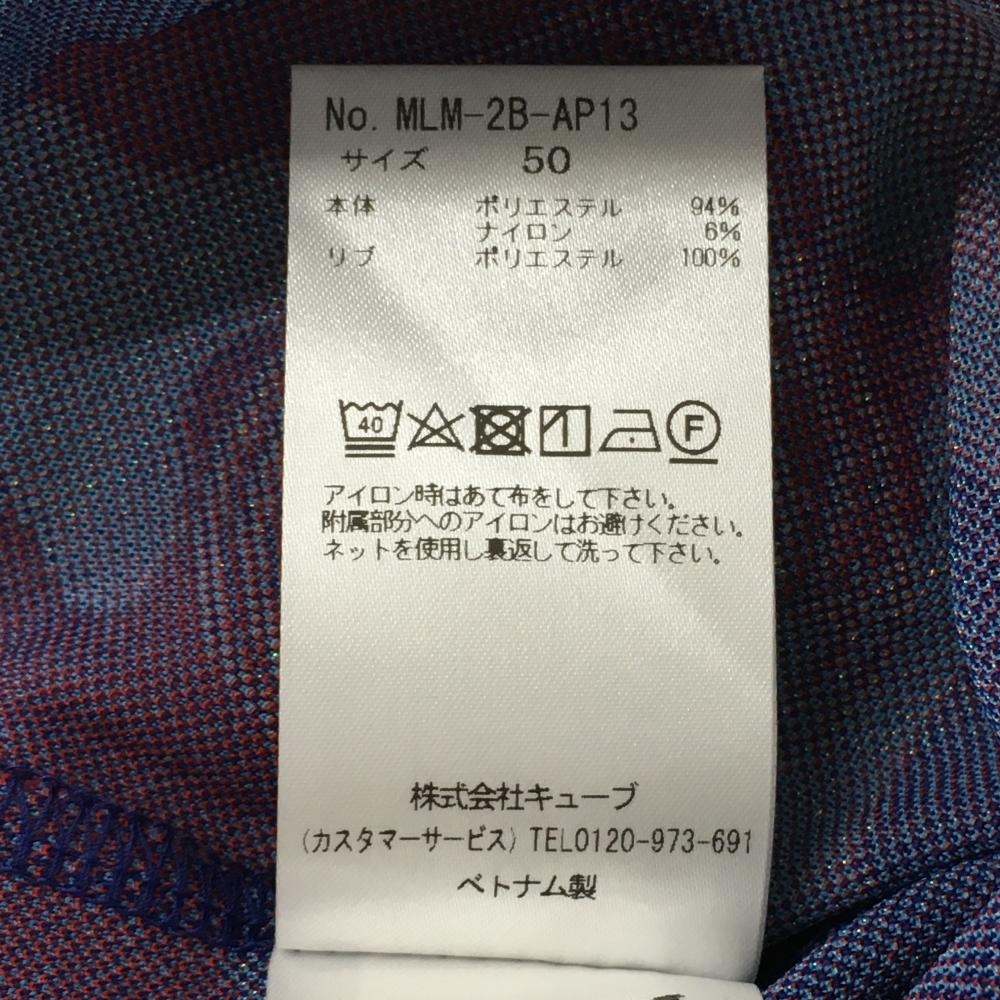 No. MLM-2B-AP13
サイズ 50
本体 ポリエステル 94%
ナイロン 6%
リブ ポリエステル 100%
40 F
アイロン時はあて布をして下さい。
附属部分へのアイロンはお避けください。
ネットを使用し裏返して洗って下さい。
株式会社キューブ
(カスタマーサービス) TEL0120-973-691
ベトナム製